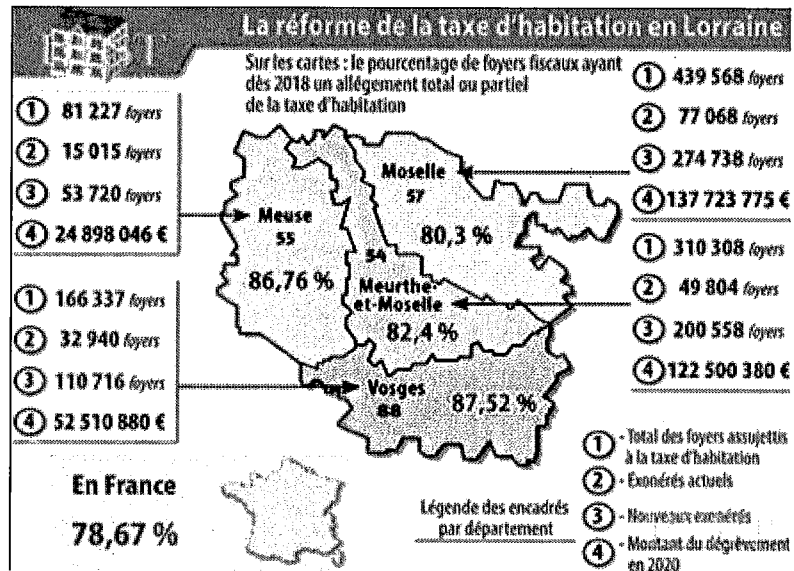 La réforme de la taxe d'habitation en Lorraine
Sur les cartes : le pourcentage de foyers fiscaux ayant
dès 2018 un allégement total ou partiel
de la taxe d'habitation
1 81 227 foyers
2 15 015 foyers
3 53 720 foyers
4 24 898 046 €
1 439 568 foyers
2 77 068 foyers
3 274 738 foyers
4 137 723 775 €
Moselle
57
80,3 %
Meuse
55
86,76 %
54
Meurthe-
et-Moselle
82,4 %
1 310 308 foyers
2 49 804 foyers
3 200 558 foyers
4 122 500 380 €
1 166 337 foyers
2 32 940 foyers
3 110 716 foyers
4 52 510 880 €
Vosges
88
87,52 %
En France
78,67 %
Légende des encadrés
par département
1 - Total des foyers assujettis
à la taxe d'habitation
2 - Exonérés actuels
3 - Nouveaux exonérés
4 - Montant du dégrèvement
en 2020